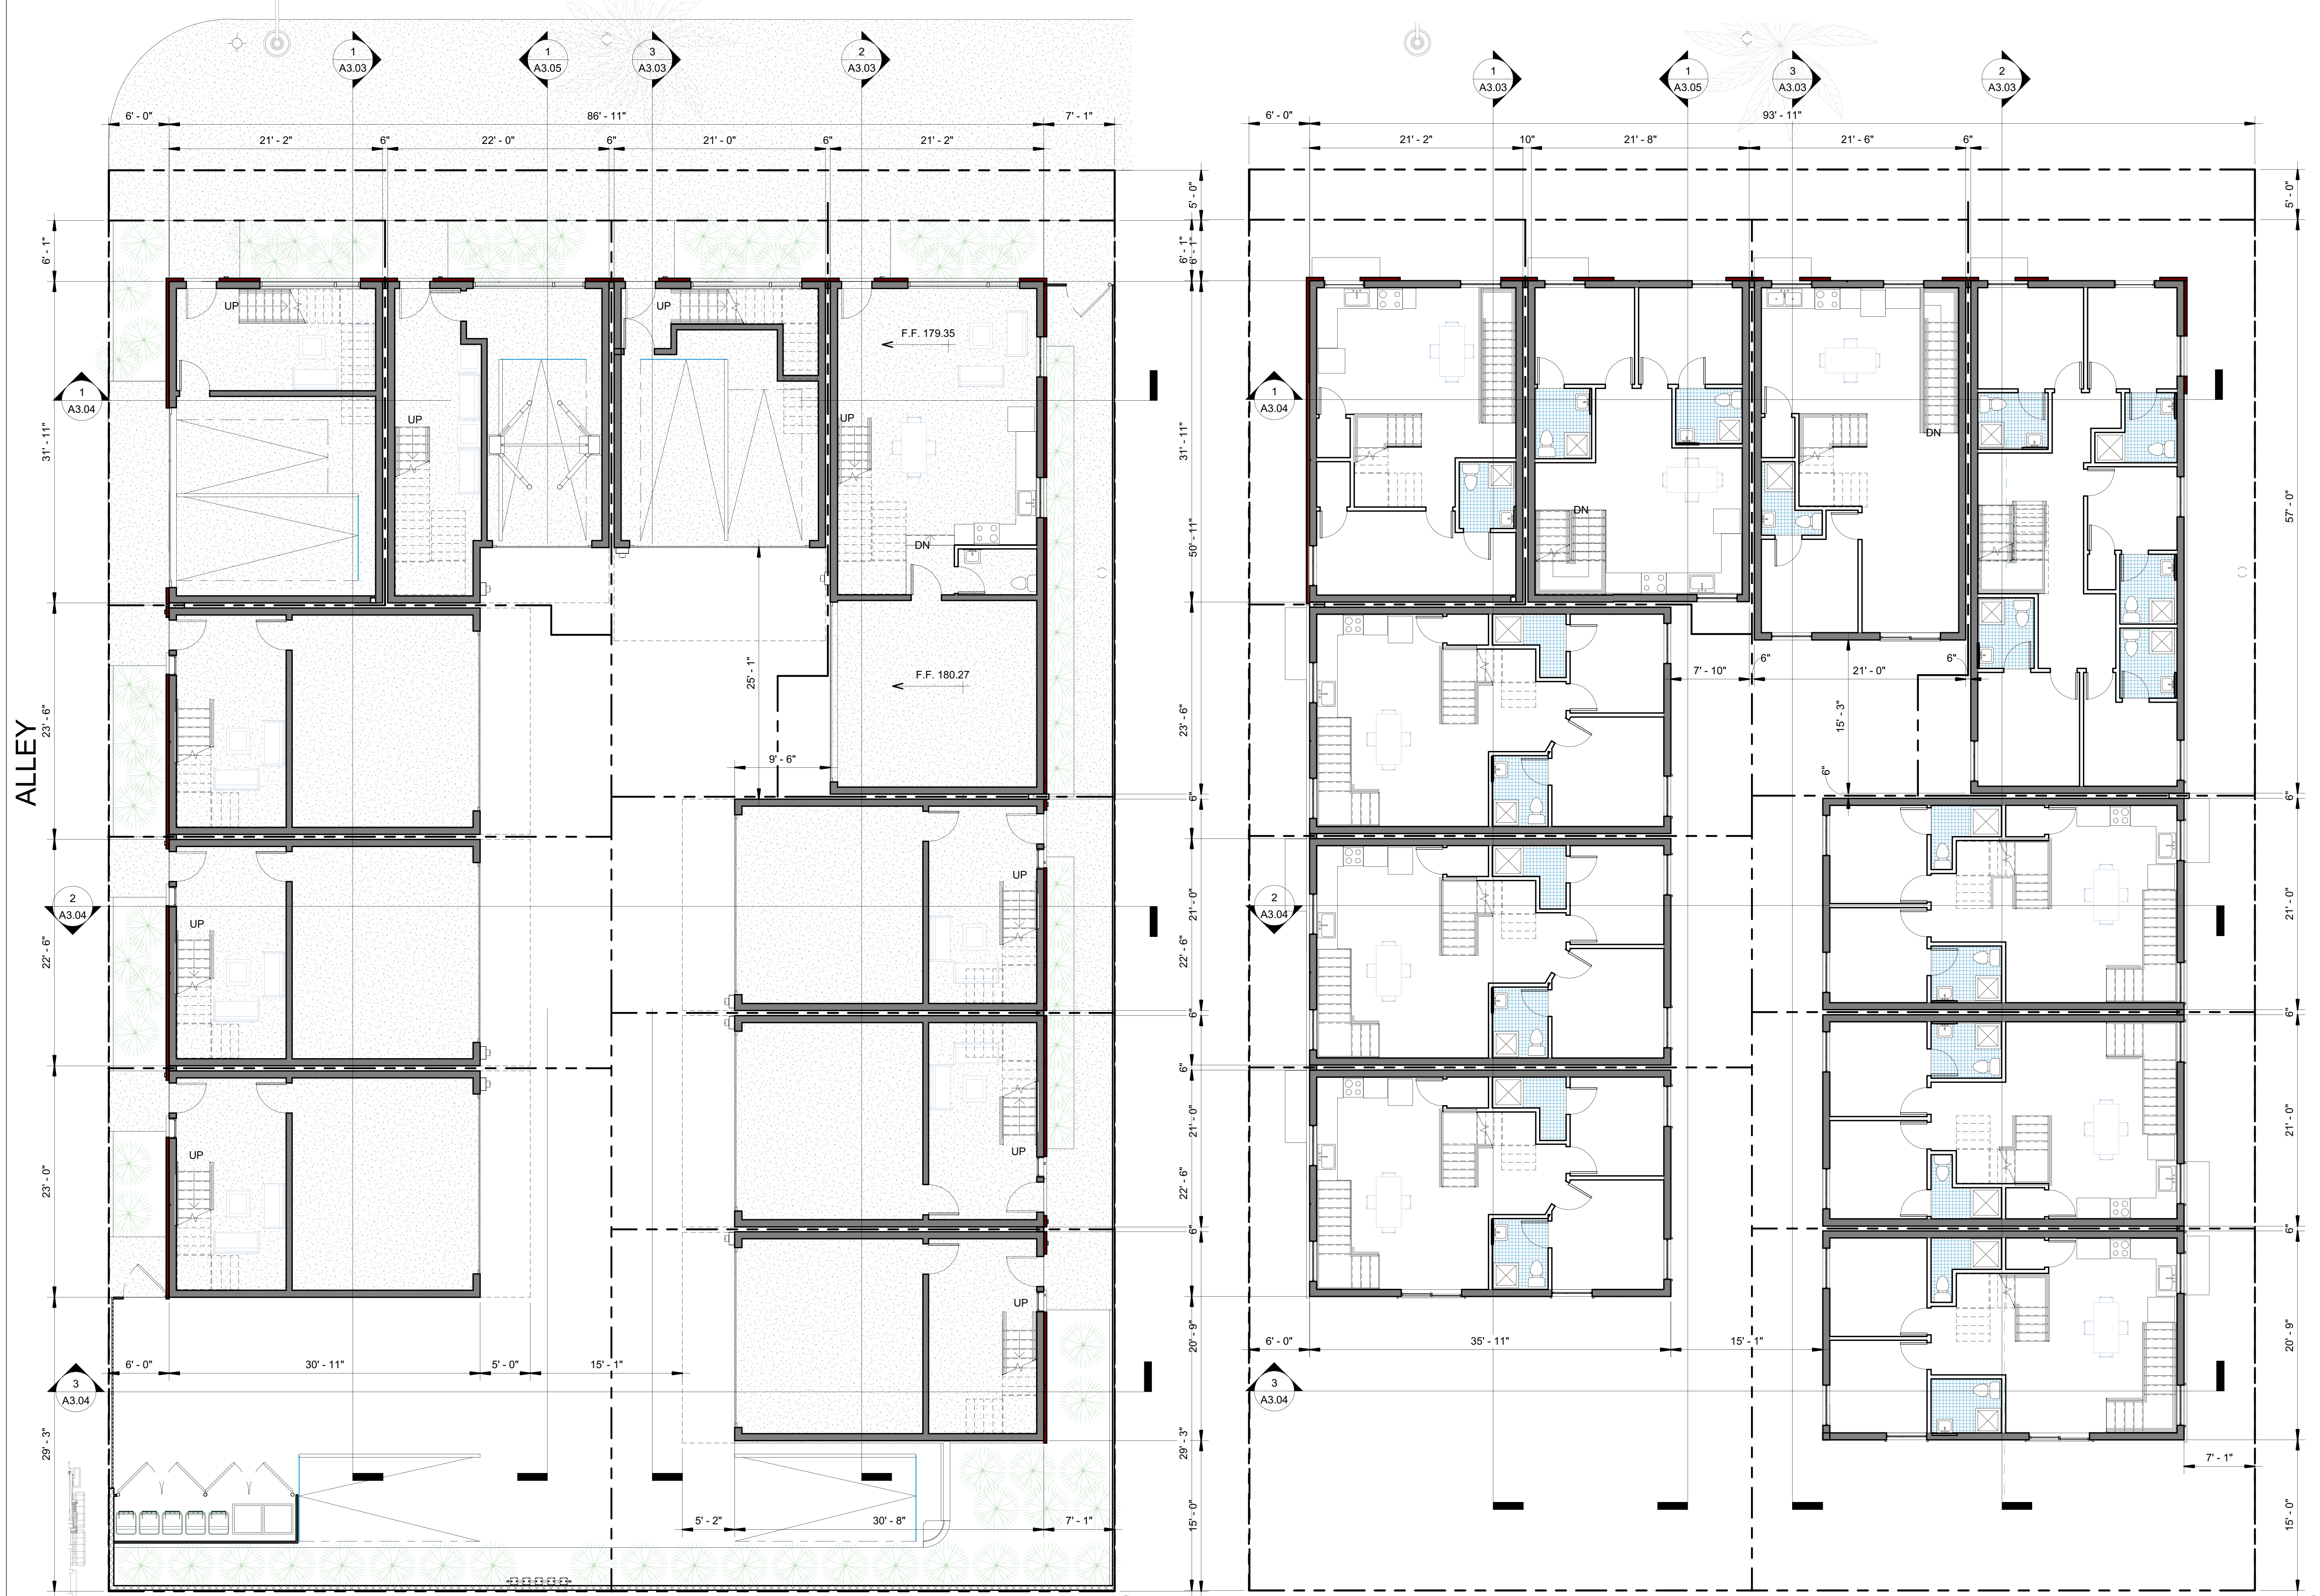 1
A3.03
1
A3.05
3
A3.03
2
A3.03
6' - 0"
86' - 11"
7' - 1"
21' - 2"
6"
22' - 0"
6"
21' - 0"
6"
21' - 2"
5' - 0"
6' - 1"
6' - 1"
31' - 11"
50' - 11"
23' - 6"
22' - 6"
23' - 0"
29' - 3"
ALLEY
1
A3.04
2
A3.04
3
A3.04
UP
UP
UP
UP
F.F. 179.35
DN
F.F. 180.27
25' - 1"
9' - 6"
UP
UP
UP
UP
UP
6"
21' - 0"
6"
21' - 0"
6"
20' - 9"
15' - 0"
6' - 0"
30' - 11"
5' - 0"
15' - 1"
5' - 2"
30' - 8"
7' - 1"
1
A3.03
1
A3.05
3
A3.03
2
A3.03
6' - 0"
93' - 11"
21' - 2"
10"
21' - 8"
21' - 6"
6"
6' - 1"
31' - 11"
23' - 6"
22' - 6"
6"
22' - 6"
29' - 3"
5' - 0"
57' - 0"
6"
21' - 0"
6"
21' - 0"
6"
20' - 9"
15' - 0"
1
A3.04
2
A3.04
3
A3.04
DN
DN
7' - 10"
6"
21' - 0"
6"
15' - 3"
6"
6' - 0"
35' - 11"
15' - 1"
7' - 1"